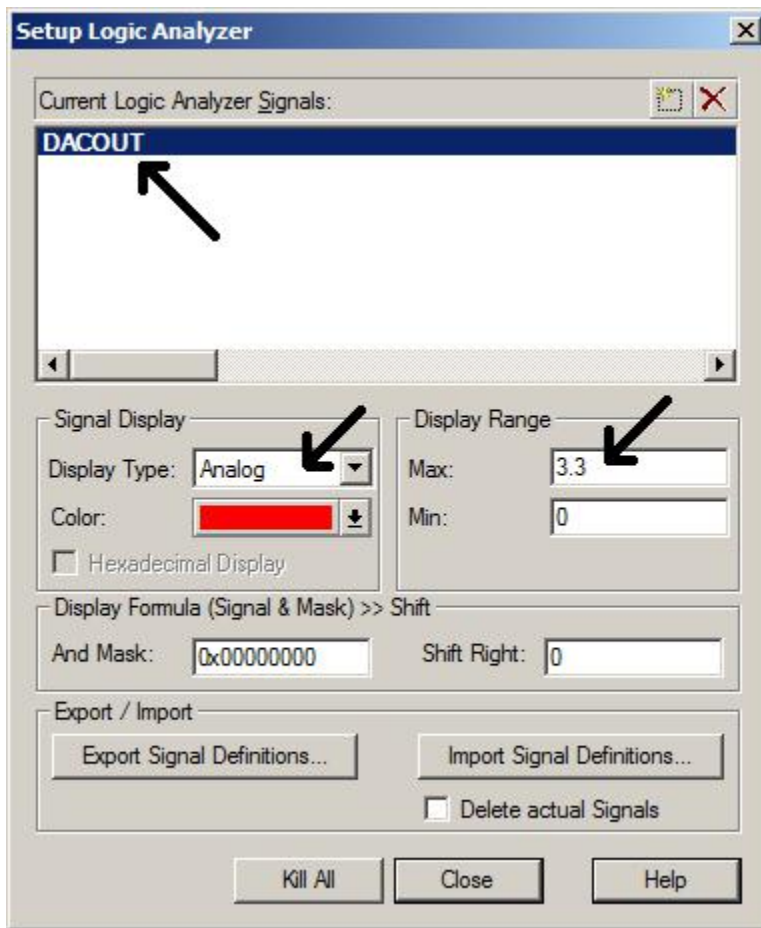 Setup Logic Analyzer
Current Logic Analyzer Signals:
DACOUT
Signal Display
Display Type: Analog
Color:
Hexadecimal Display
Display Range
Max: 3.3
Min: 0
Display Formula (Signal & Mask) >> Shift
And Mask: 0x00000000 Shift Right: 0
Export / Import
Export Signal Definitions... Import Signal Definitions...
Delete actual Signals
Kill All Close Help